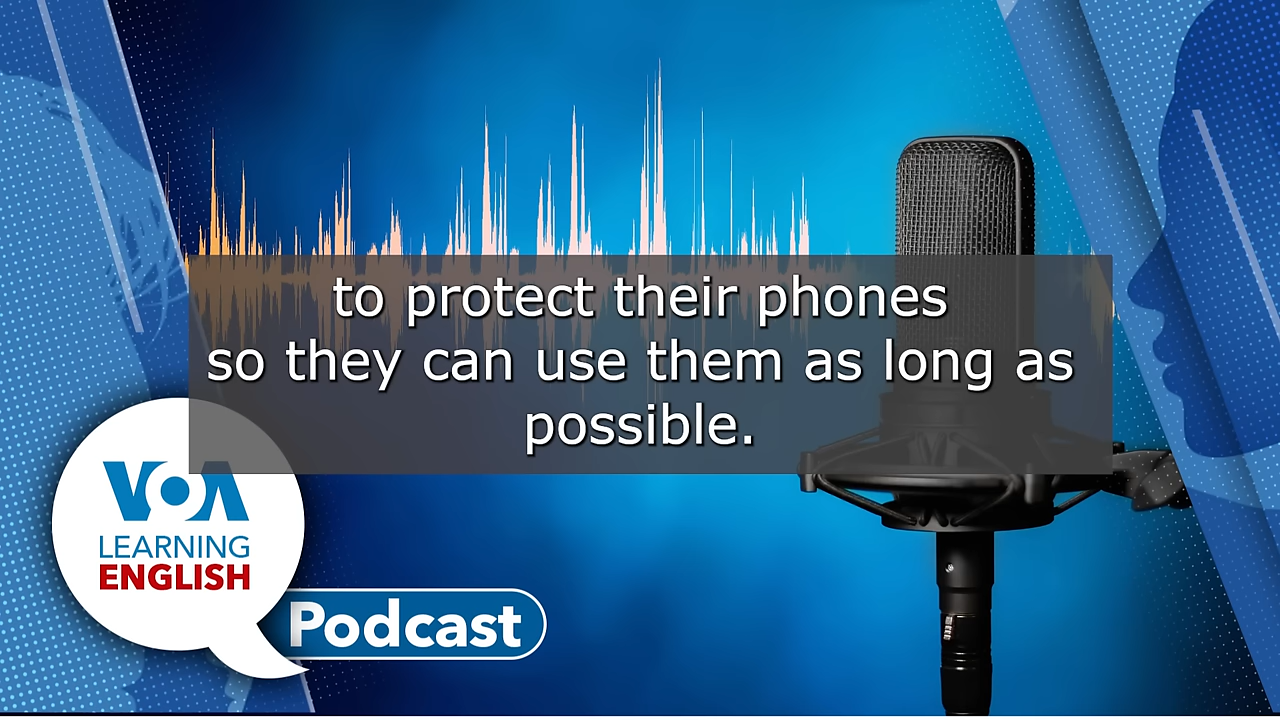 to protect their phones
so they can use them as long as
possible.
VOA
LEARNING
ENGLISH
Podcast